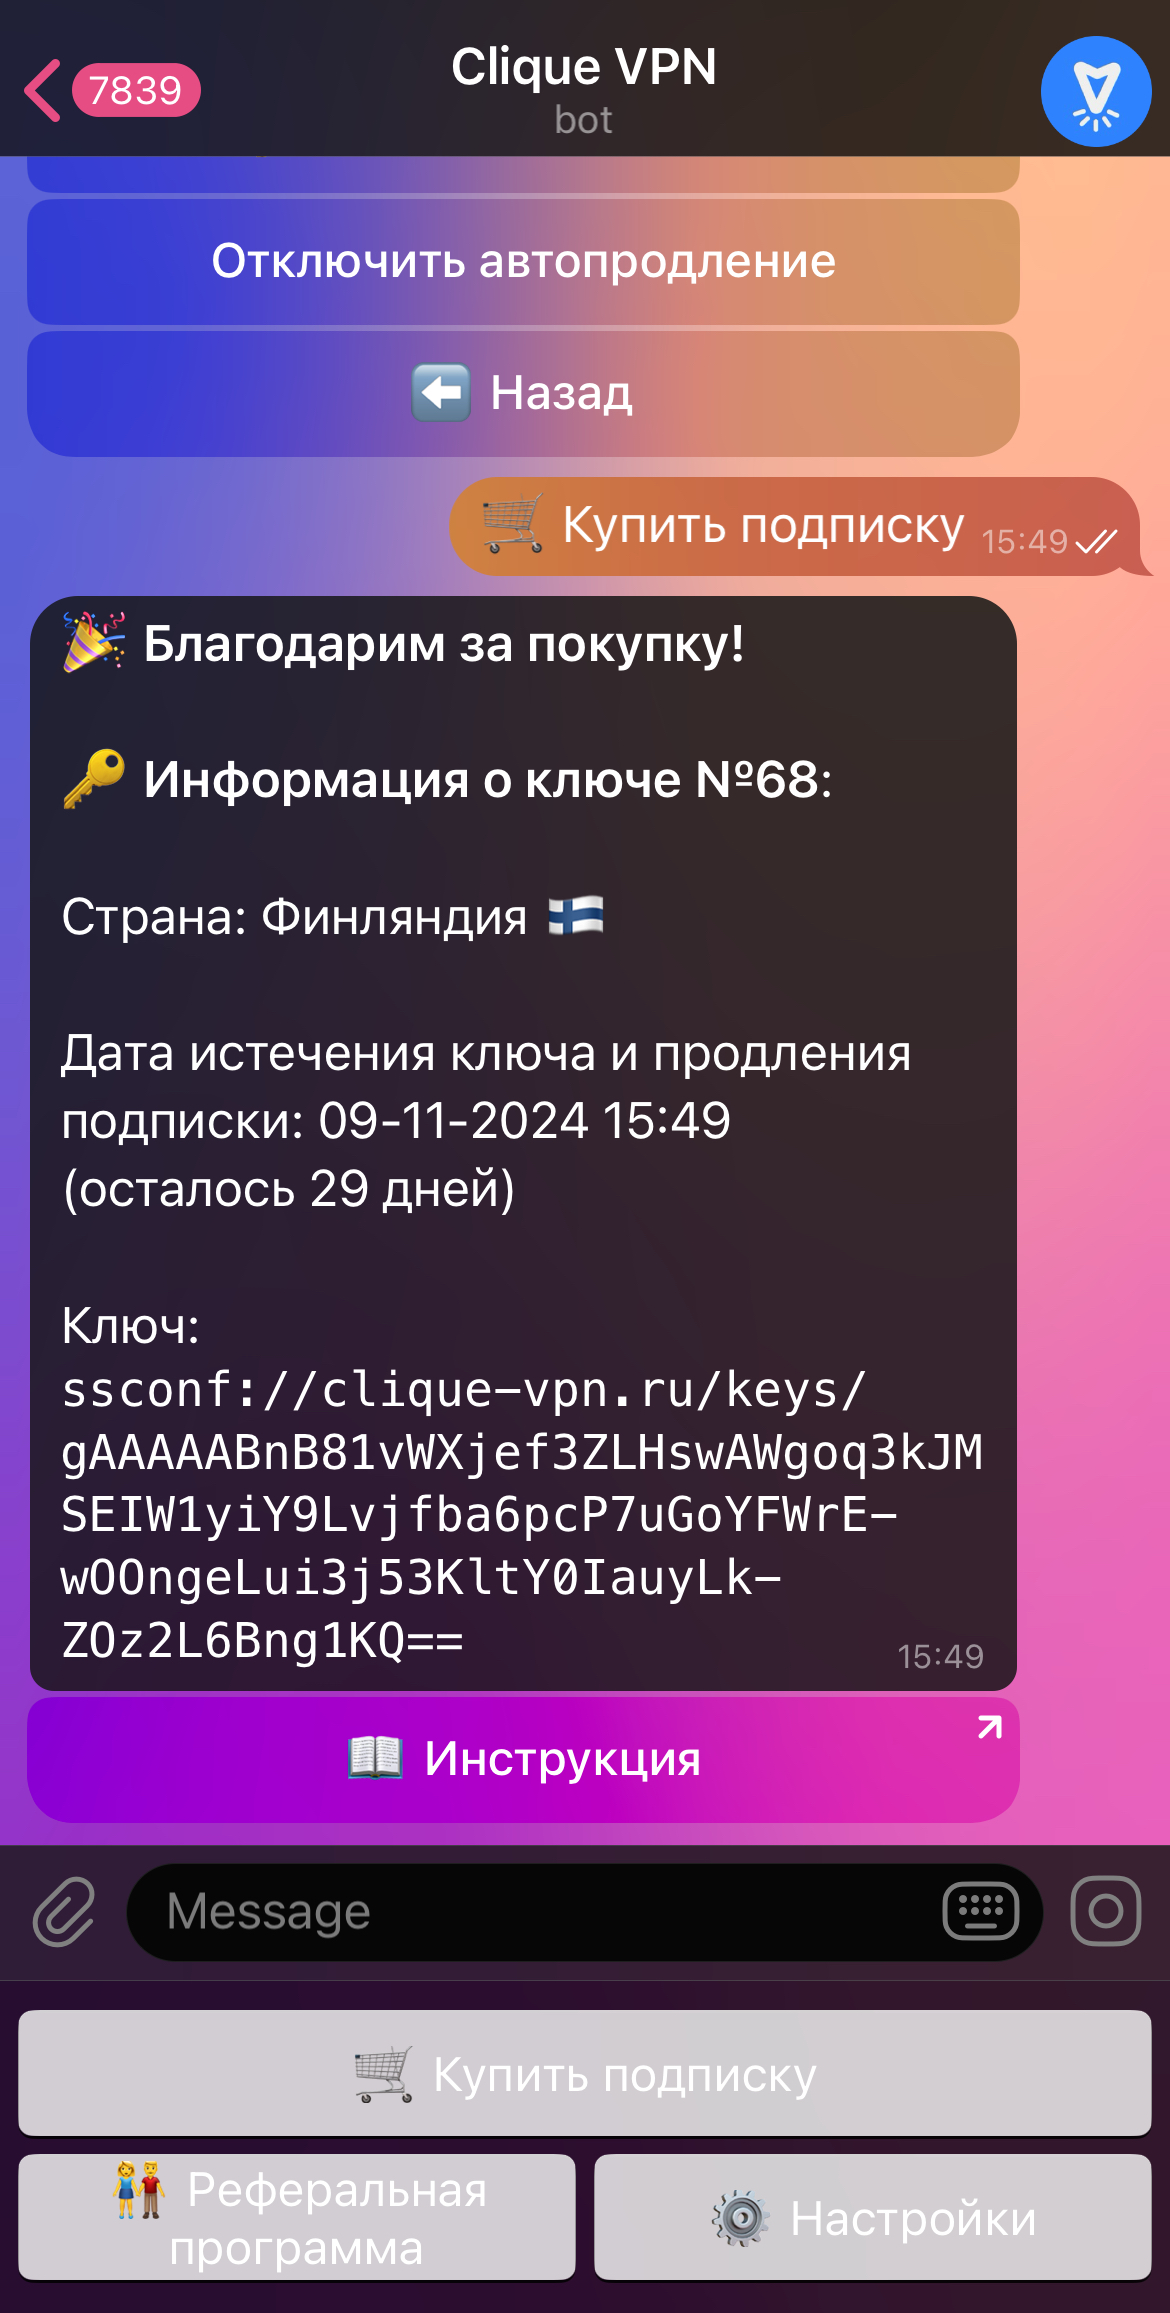 7839
Clique VPN
bot
Отключить автопродление
Назад
Купить подписку 15:49
Благодарим за покупку!
Информация о ключе №68:
Страна: Финляндия
Дата истечения ключа и продления
подписки: 09-11-2024 15:49
(осталось 29 дней)
Ключ:
ssconf://clique-vpn.ru/keys/
gAAAAABnB81vWXjef3ZLHswAWgoq3kJM
SEIW1yiY9Lvjfba6pcP7uGoYFWrE-
wOOngeLui3j53KltY0IauyLk-
ZOz2L6Bng1KQ==
15:49
Инструкция
Message
Купить подписку
Реферальная
программа
Настройки